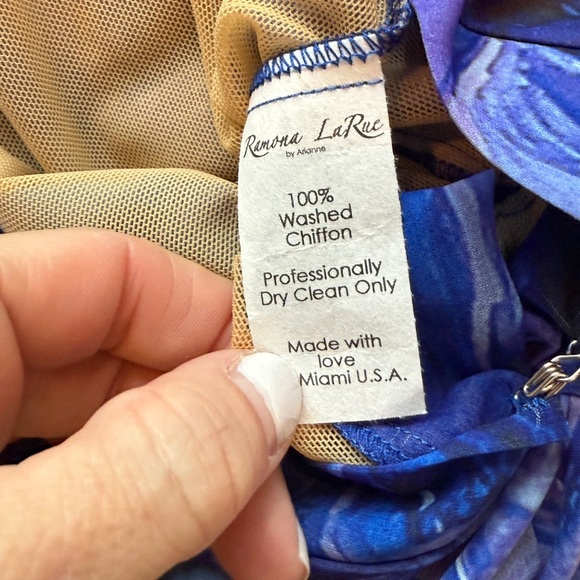 Ramona LaRue
by Arianne
100%
Washed
Chiffon
Professionally
Dry Clean Only
Made with
love
Miami U.S.A.